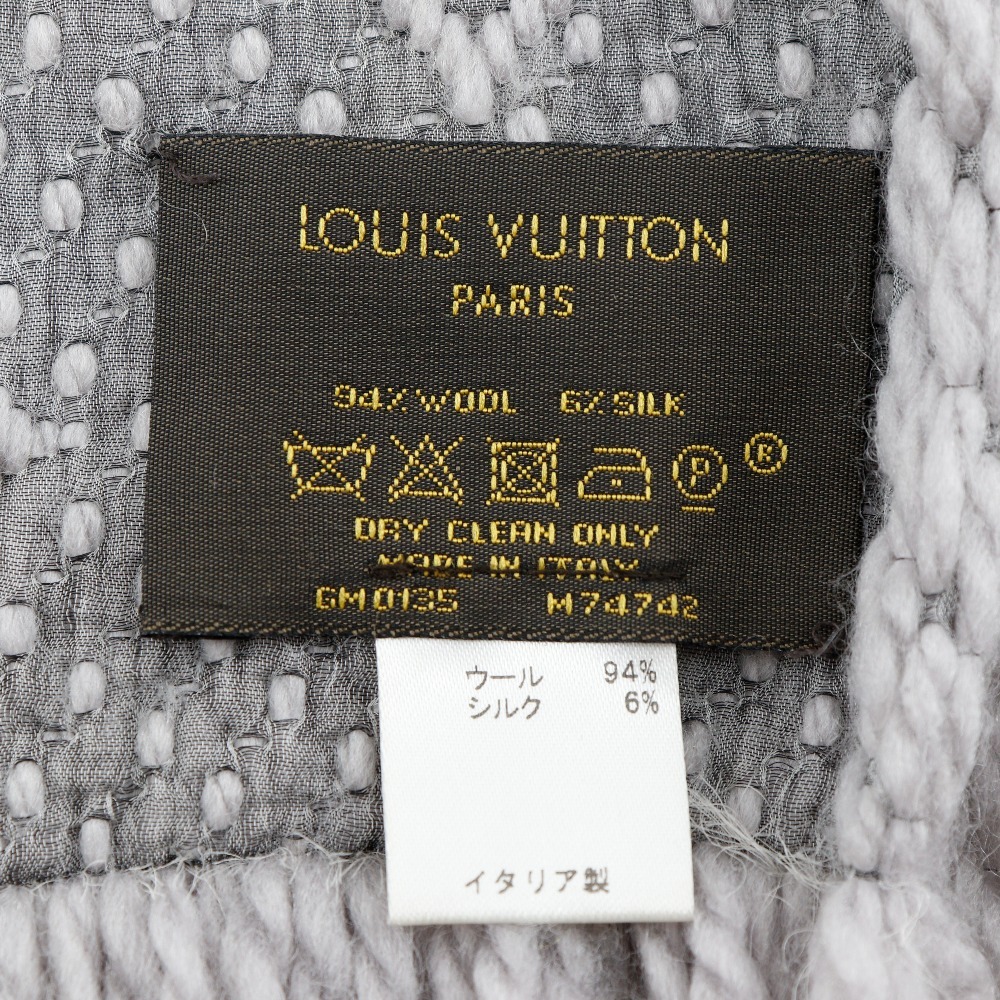 LOUIS VUITTON
PARIS
94% WOOL 6% SILK
P ®
DRY CLEAN ONLY
MADE IN ITALY
GM0135 M74742
ウール 94%
シルク 6%
イタリア製